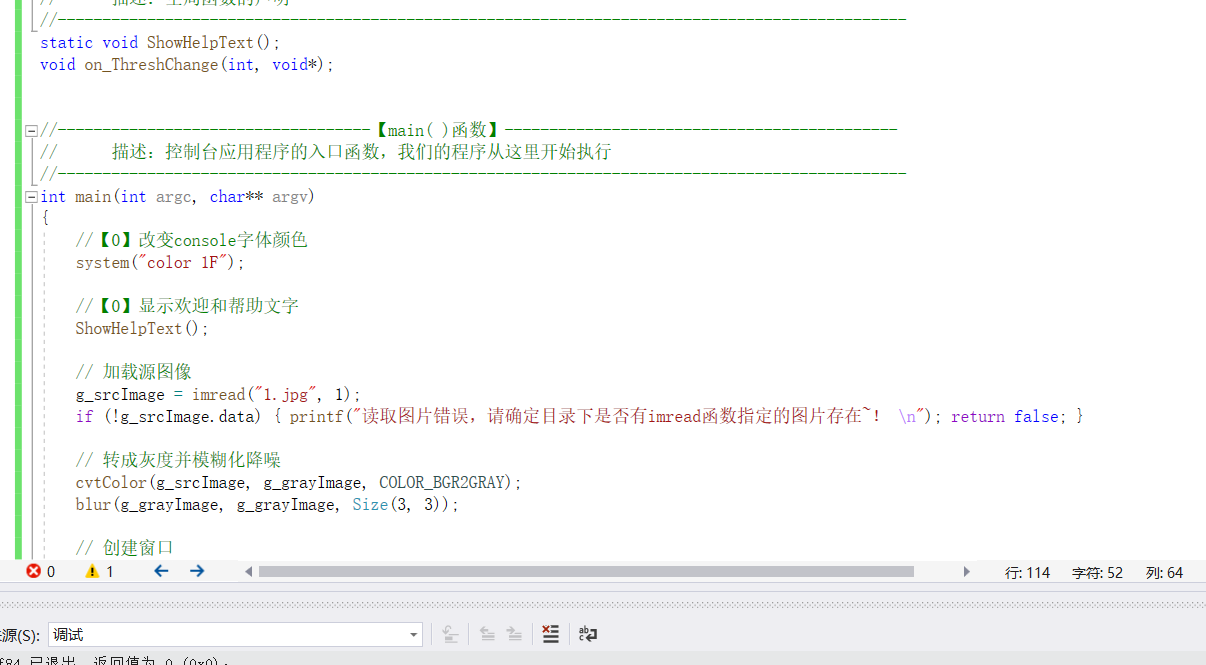 //-----------------------------------------------------------------------------------------------
static void ShowHelpText();
void on_ThreshChange(int, void*);
//-----------------------------------【main( )函数】--------------------------------------------
//      描述：控制台应用程序的入口函数，我们的程序从这里开始执行
//-----------------------------------------------------------------------------------------------
int main(int argc, char** argv)
{
    //【0】改变console字体颜色
    system("color 1F");
    //【0】显示欢迎和帮助文字
    ShowHelpText();
    // 加载源图像
    g_srcImage = imread("1.jpg", 1);
    if (!g_srcImage.data) { printf("读取图片错误，请确定目录下是否有imread函数指定的图片存在~！ \n"); return false; }
    // 转成灰度并模糊化降噪
    cvtColor(g_srcImage, g_grayImage, COLOR_BGR2GRAY);
    blur(g_grayImage, g_grayImage, Size(3, 3));
    // 创建窗口
0 1 行: 114 字符: 52 列: 64
源(S): 调试
已退出，返回值为 0 (0x0)。